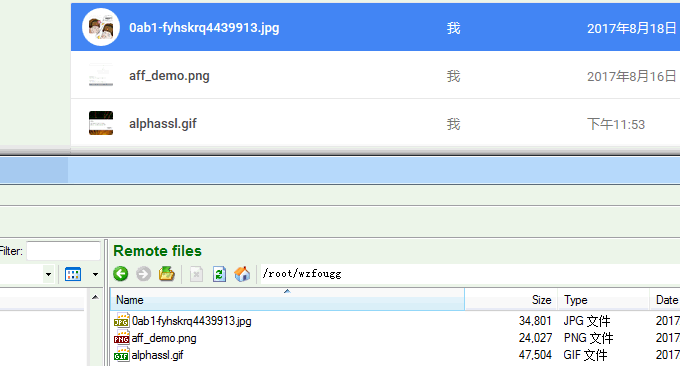 0ab1-fyhskrq4439913.jpg 我 2017年8月18日
aff_demo.png 我 2017年8月16日
alphassl.gif 我 下午11:53
Filter:
Remote files
/root/wzfougg
Name Size Type Date
JPG 0ab1-fyhskrq4439913.jpg 34,801 JPG 文件 2017
PNG aff_demo.png 24,027 PNG 文件 2017
GIF alphassl.gif 47,504 GIF 文件 2017